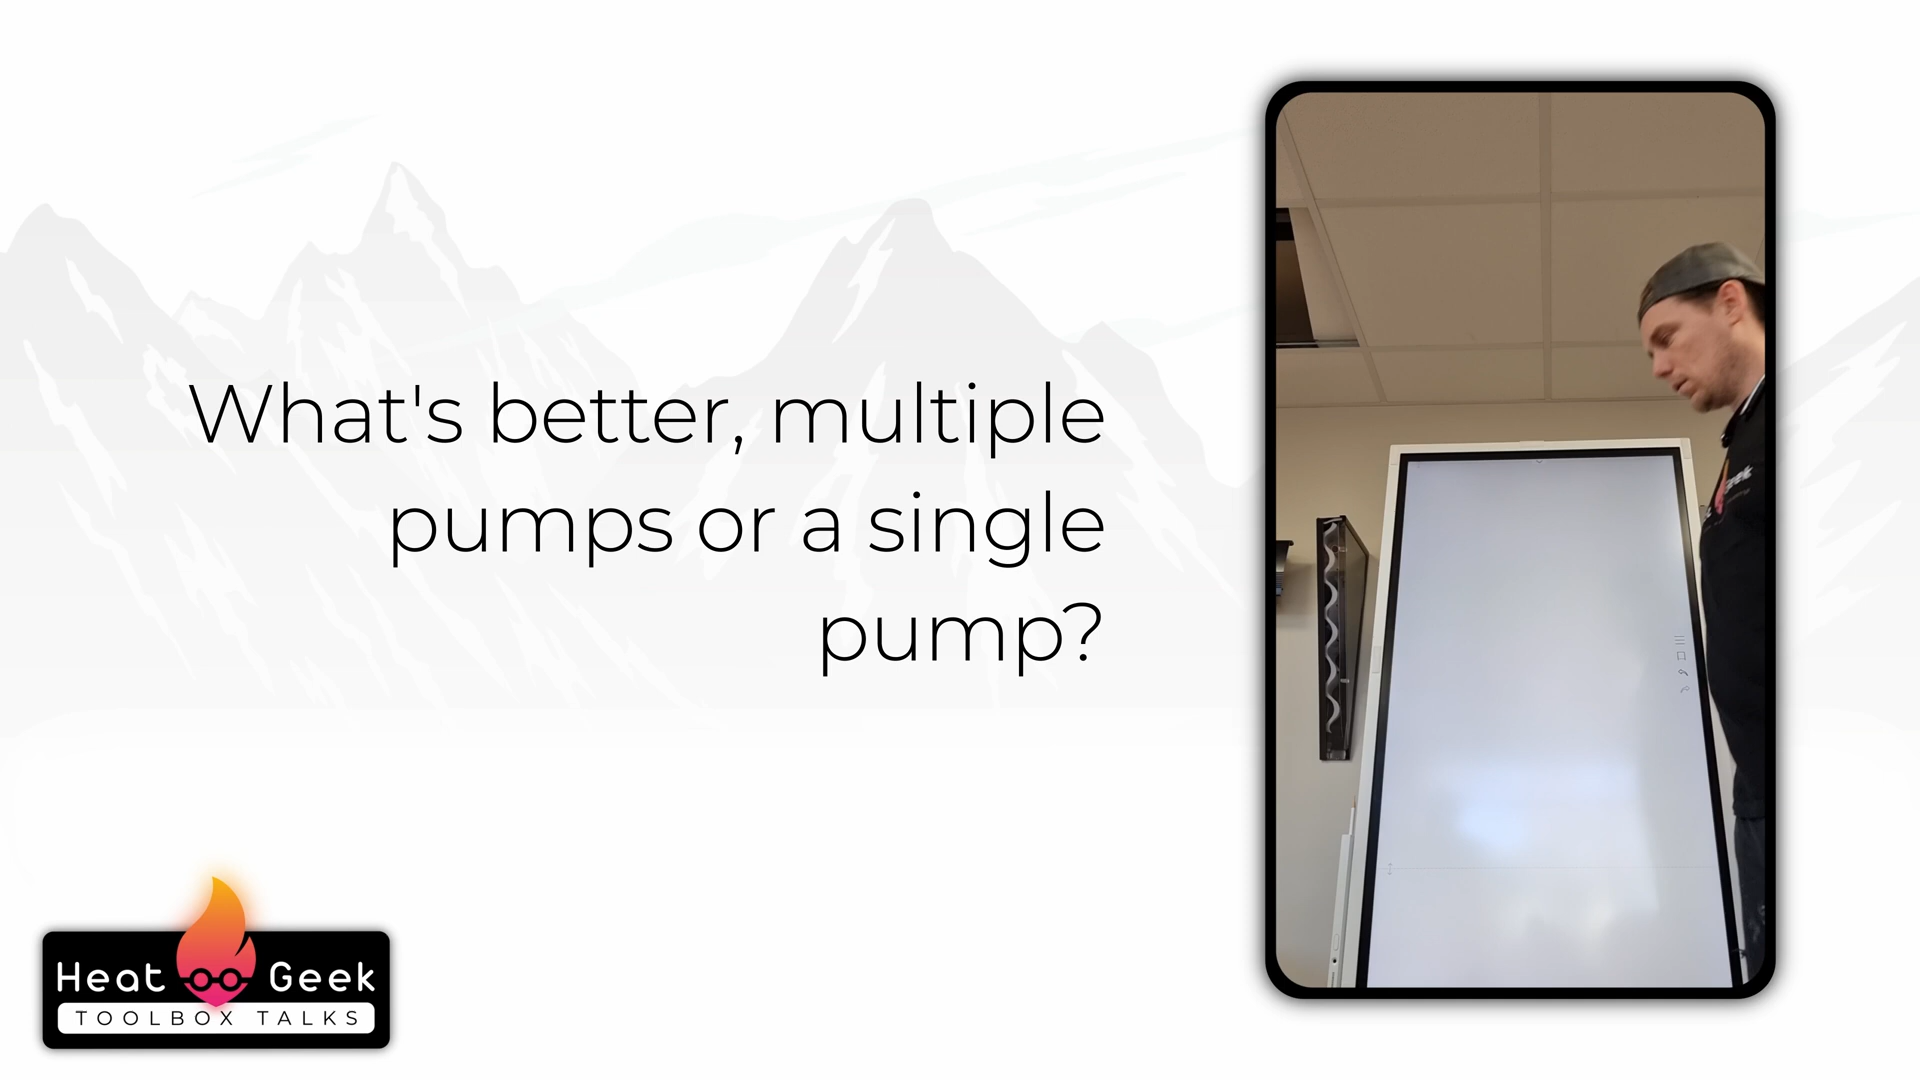 What's better, multiple
pumps or a single
pump?
Heat Geek
TOOLBOX TALKS